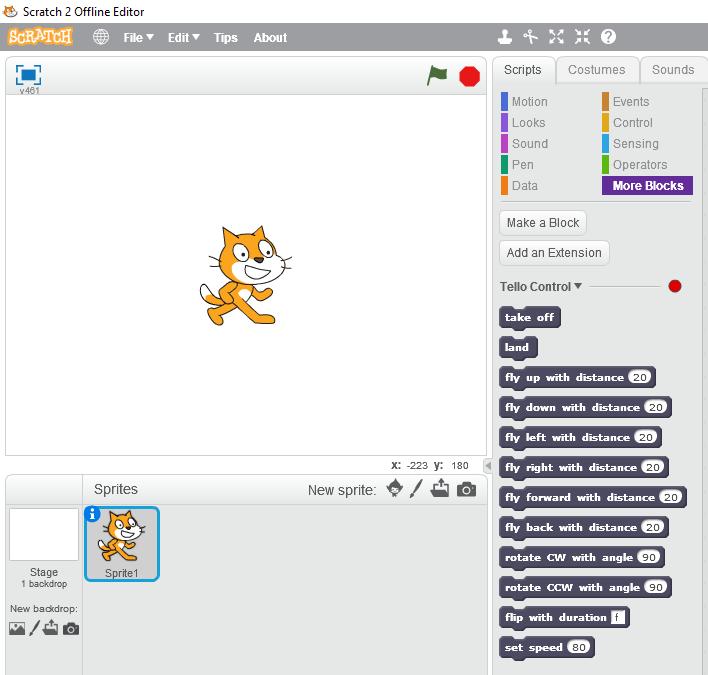 Scratch 2 Offline Editor
SCRATCH File Edit Tips About
v461
Scripts Costumes Sounds
Motion Events
Looks Control
Sound Sensing
Pen Operators
Data More Blocks
Make a Block
Add an Extension
Tello Control
take off
land
fly up with distance 20
fly down with distance 20
fly left with distance 20
fly right with distance 20
fly forward with distance 20
fly back with distance 20
rotate CW with angle 90
rotate CCW with angle 90
flip with duration f
set speed 80
x: -223 y: 180
Sprites New sprite:
Sprite1
Stage
1 backdrop
New backdrop: